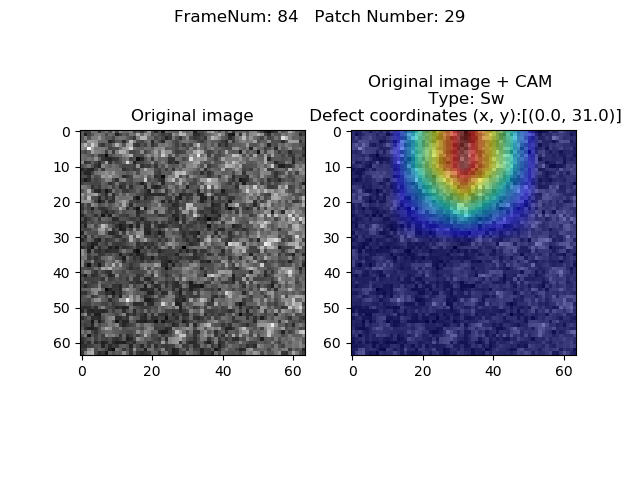 FrameNum: 84   Patch Number: 29
Original image
0
10
20
30
40
50
60
0 20 40 60
Original image + CAM
Type: Sw
Defect coordinates (x, y):[(0.0, 31.0)]
0
10
20
30
40
50
60
0 20 40 60